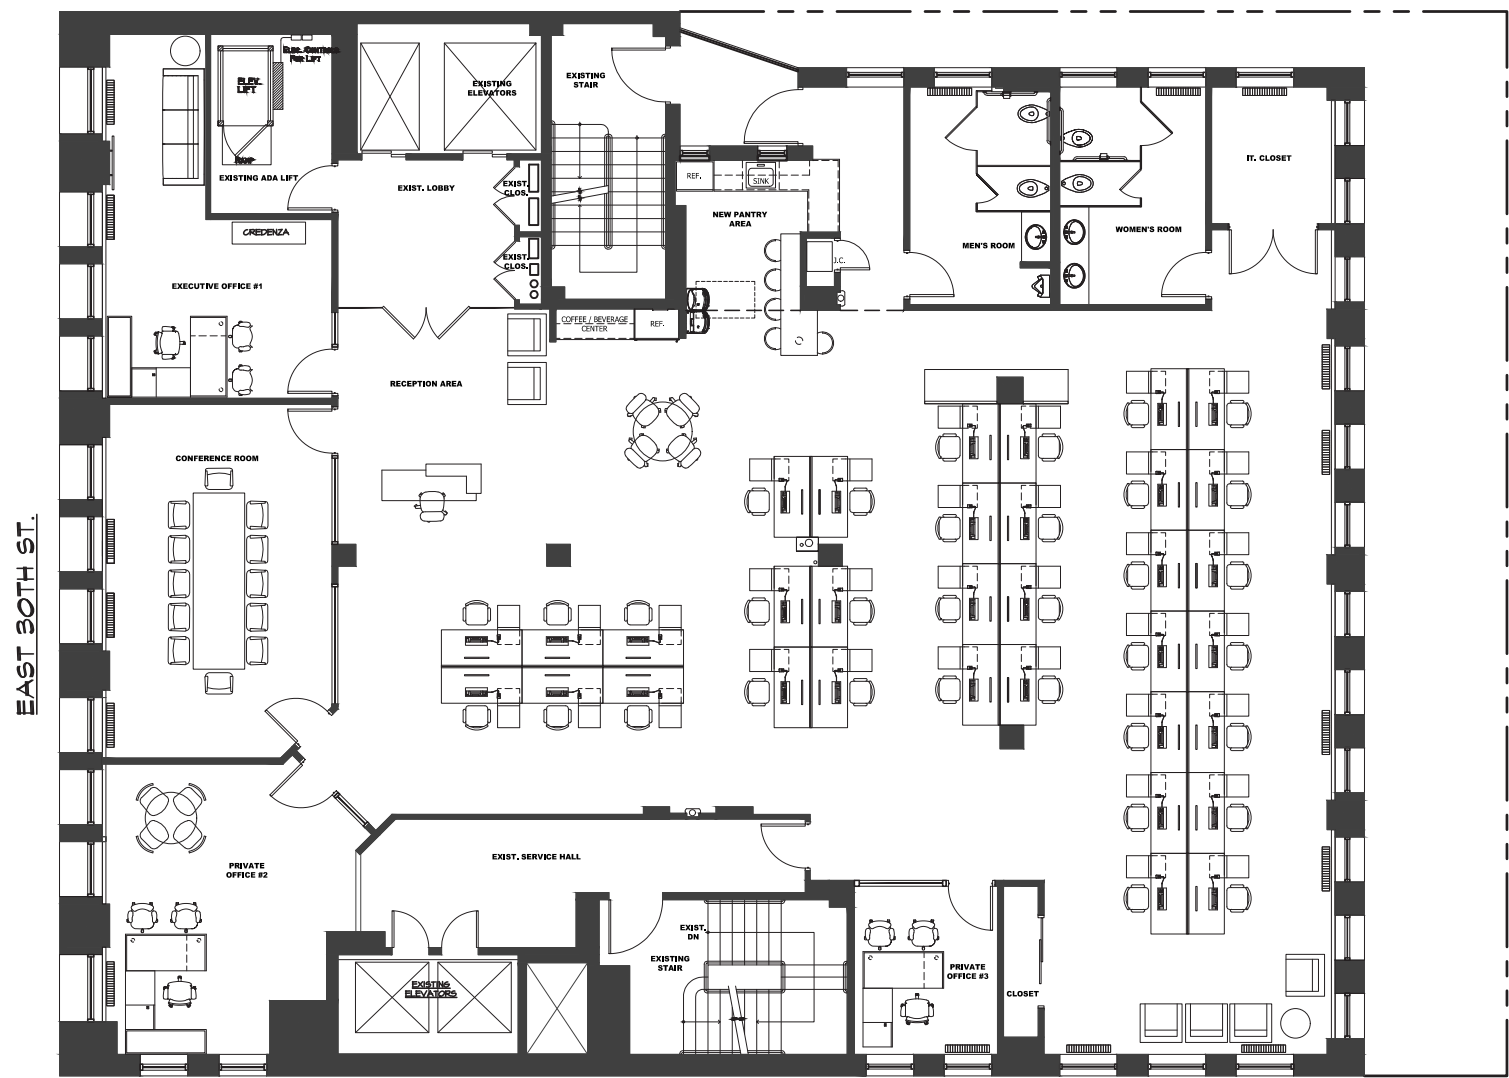 ELEC. CONTROLS
FOR LIFT
ELEV.
LIFT
RAMP
EXISTING ADA LIFT
EXISTING
ELEVATORS
EXISTING
STAIR
EXIST. LOBBY
EXIST.
CLOS.
EXIST.
CLOS.
REF.
SINK
NEW PANTRY
AREA
J.C.
MEN'S ROOM
WOMEN'S ROOM
IT. CLOSET
CREDENZA
EXECUTIVE OFFICE #1
COFFEE / BEVERAGE
CENTER
REF.
RECEPTION AREA
CONFERENCE ROOM
EAST 30TH ST.
PRIVATE
OFFICE #2
EXIST. SERVICE HALL
EXISTING
ELEVATORS
EXIST.
DN
EXISTING
STAIR
PRIVATE
OFFICE #3
CLOSET